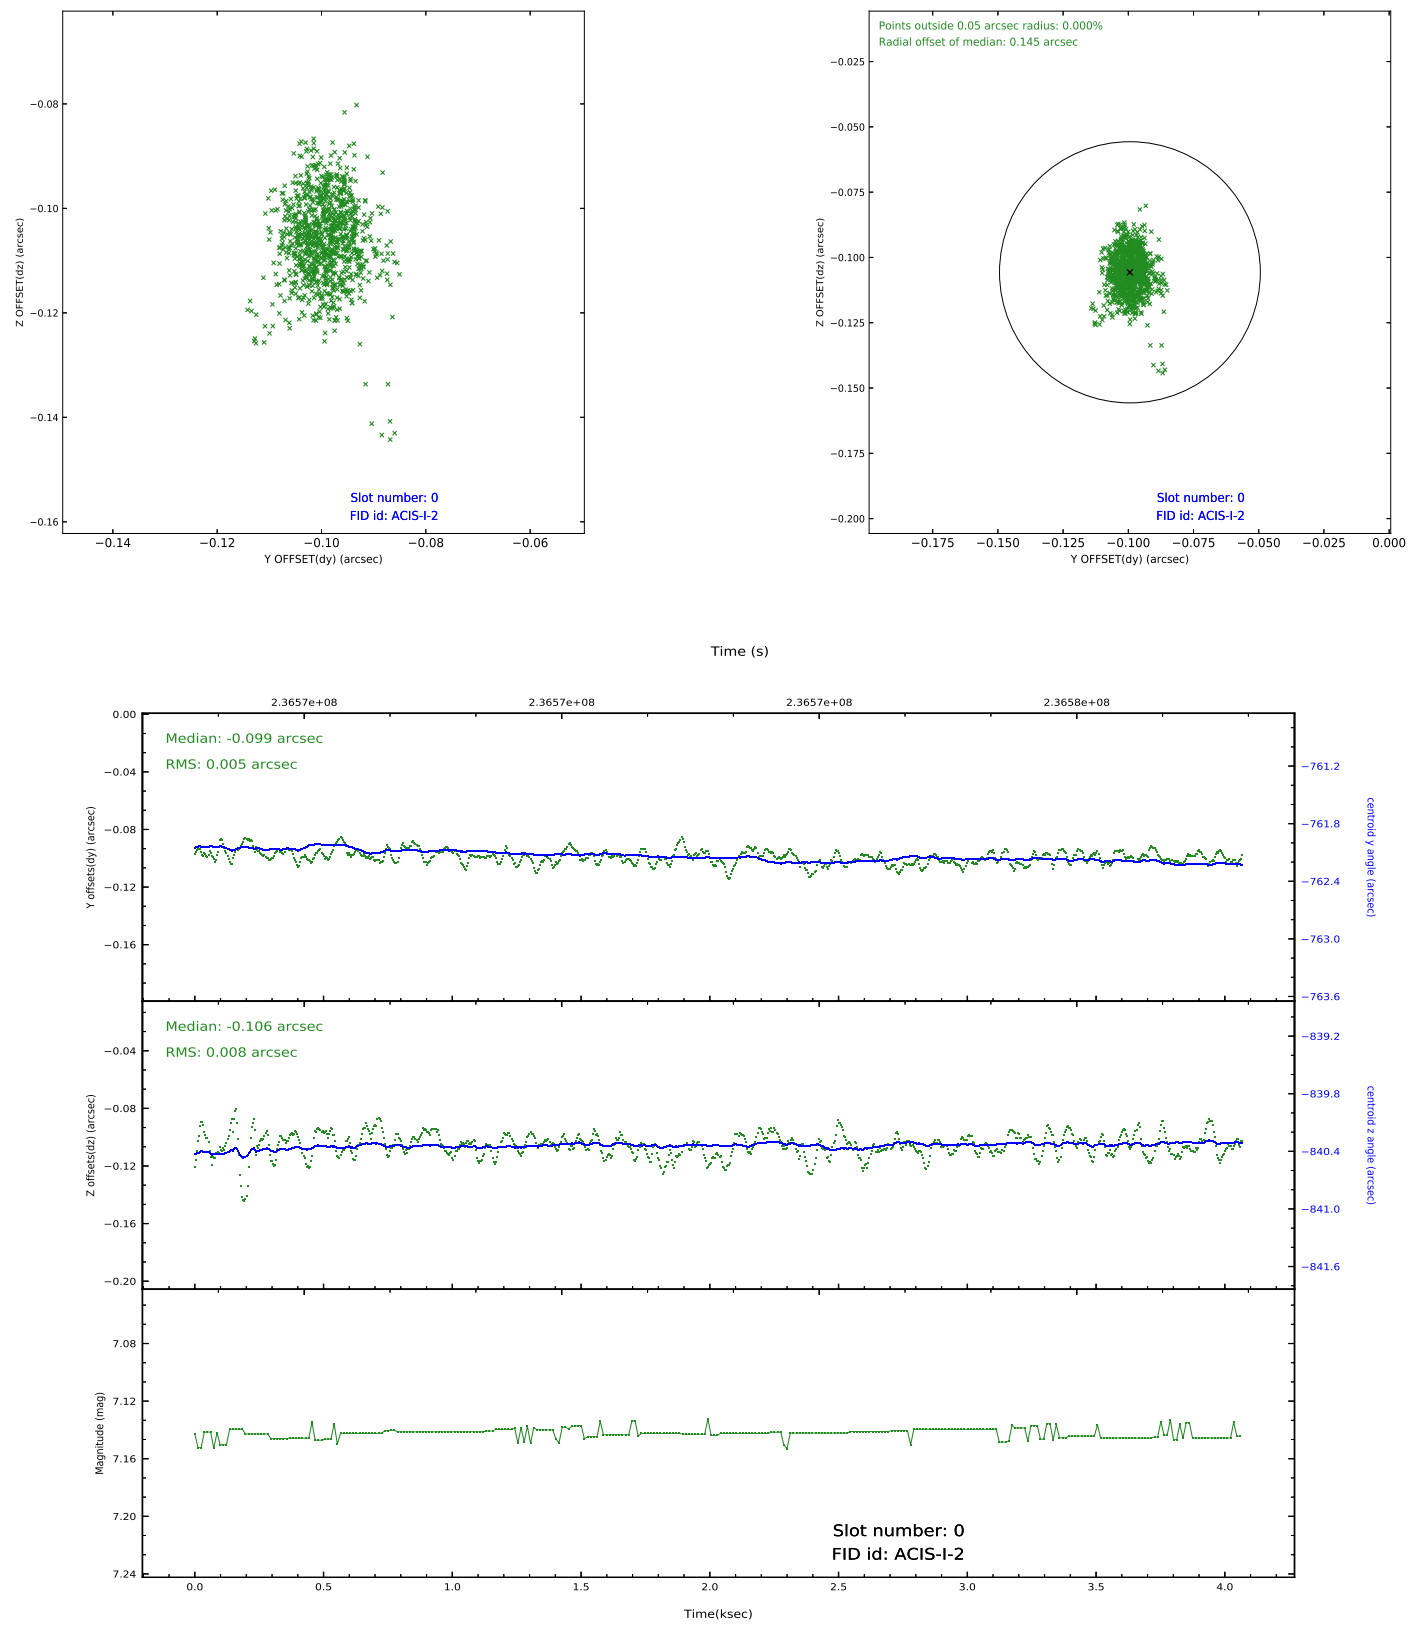 −0.08
−0.10
−0.12
−0.14
−0.16
Z OFFSET(dz) (arcsec)
Slot number: 0
FID id: ACIS-I-2
−0.14 −0.12 −0.10 −0.08 −0.06
Y OFFSET(dy) (arcsec)
Points outside 0.05 arcsec radius: 0.000%
Radial offset of median: 0.145 arcsec
−0.025
−0.050
−0.075
−0.100
−0.125
−0.150
−0.175
−0.200
Z OFFSET(dz) (arcsec)
Slot number: 0
FID id: ACIS-I-2
−0.175 −0.150 −0.125 −0.100 −0.075 −0.050 −0.025 0.000
Y OFFSET(dy) (arcsec)
Time (s)
2.3657e+08 2.3657e+08 2.3657e+08 2.3658e+08
0.00
−0.04
−0.08
−0.12
−0.16
Y offsets(dy) (arcsec)
Median: -0.099 arcsec
RMS: 0.005 arcsec
−761.2
−761.8
−762.4
−763.0
−763.6
centroid y angle (arcsec)
−0.04
−0.08
−0.12
−0.16
−0.20
Z offsets(dz) (arcsec)
Median: -0.106 arcsec
RMS: 0.008 arcsec
−839.2
−839.8
−840.4
−841.0
−841.6
centroid z angle (arcsec)
7.08
7.12
7.16
7.20
7.24
Magnitude (mag)
Slot number: 0
FID id: ACIS-I-2
0.0 0.5 1.0 1.5 2.0 2.5 3.0 3.5 4.0
Time(ksec)